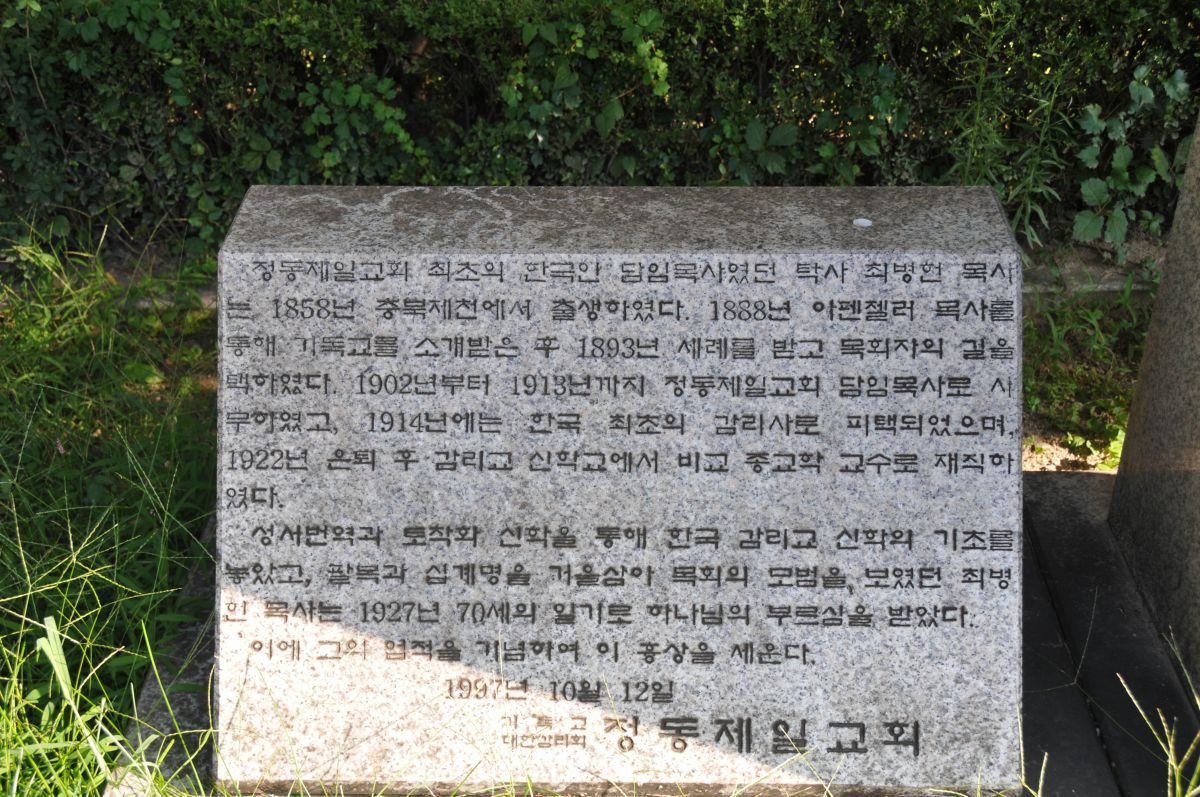 정동제일교회 최초의 한국인 담임목사였던 탁사 최병헌 목사
는 1858년 충북제천에서 출생하였다. 1888년 아펜젤러 목사를
통해 기독교를 소개받은 후 1893년 세례를 받고 목회자의 길을
택하였다. 1902년부터 1913년까지 정동제일교회 담임목사로 시
무하였고, 1914년에는 한국 최초의 감리사로 피택되었으며,
1922년 은퇴 후 감리교 신학교에서 비교 종교학 교수로 재직하
였다.
성서번역과 토착화 신학을 통해 한국 감리교 신학의 기초를
놓았고, 팔복과 십계명을 거울삼아 목회의 모범을 보였던 최병
헌 목사는 1927년 70세의 일기로 하나님의 부르심을 받았다.
이에 그의 업적을 기념하여 이 흉상을 세운다.
1997년 10월 12일
기독교
대한감리회 정동제일교회